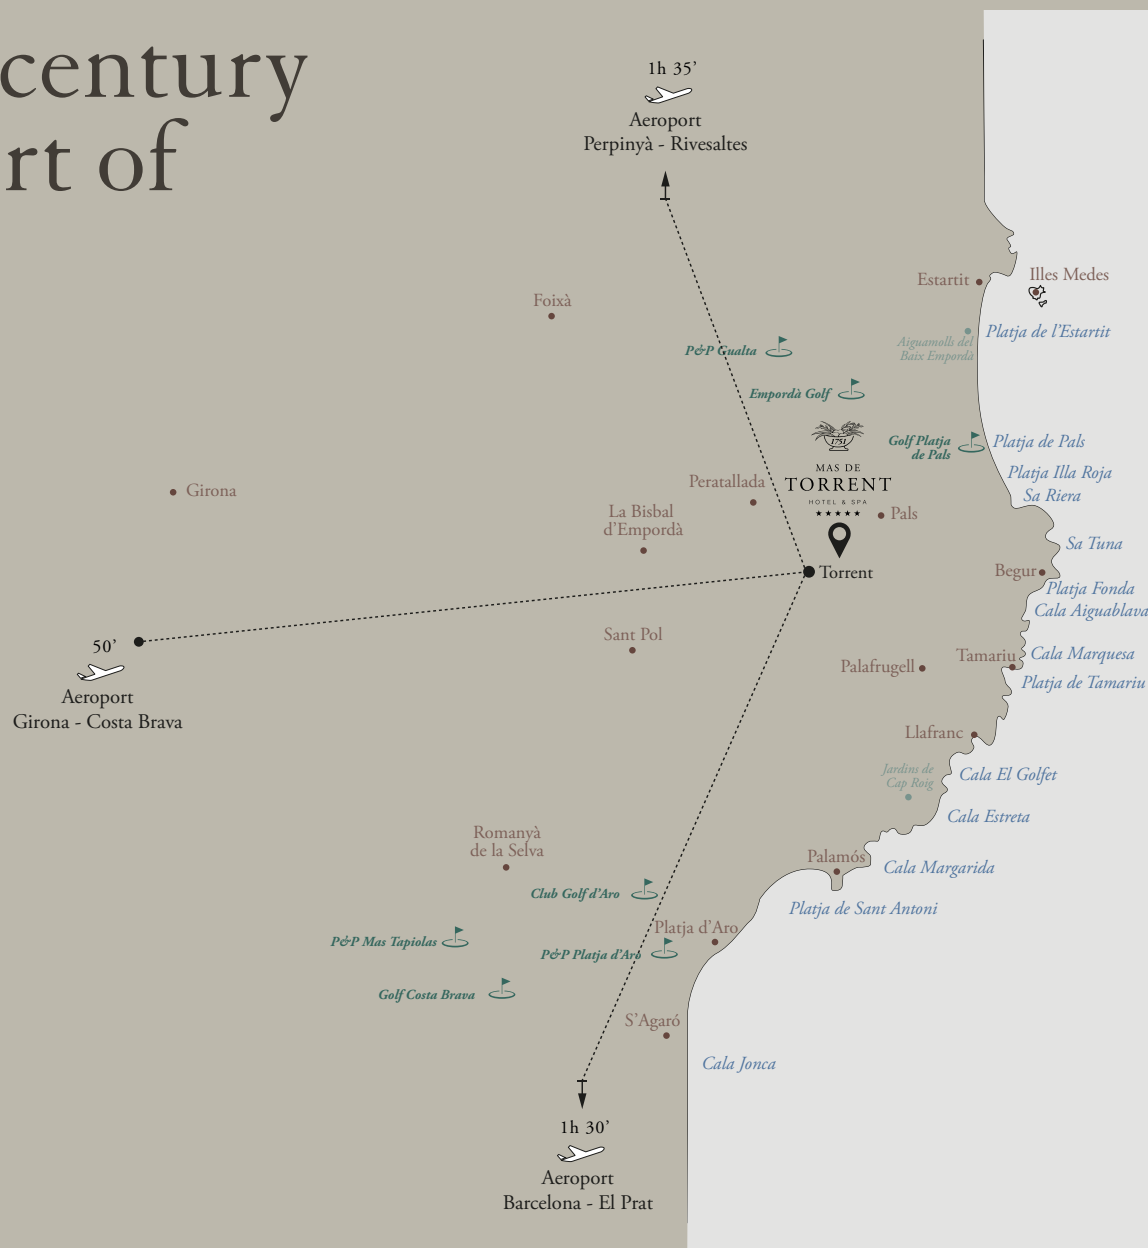 century
rt of
1h 35’
Aeroport
Perpinyà - Rivesaltes
Estartit
Illes Medes
Foixà
Platja de l’Estartit
Aiguamolls del
Baix Empordà
P&P Gualta
Empordà Golf
1751
MAS DE
TORRENT
HOTEL & SPA
★★★★★
Golf Platja
de Pals
Platja de Pals
Platja Illa Roja
Sa Riera
Peratallada
Girona
La Bisbal
d’Empordà
Pals
Sa Tuna
Torrent
Begur
Platja Fonda
Cala Aiguablava
Sant Pol
50’
Aeroport
Girona - Costa Brava
Palafrugell
Tamariu
Cala Marquesa
Platja de Tamariu
Llafranc
Jardins de
Cap Roig
Cala El Golfet
Cala Estreta
Romanyà
de la Selva
Palamós
Cala Margarida
Club Golf d’Aro
Platja de Sant Antoni
P&P Mas Tapiolas
P&P Platja d’Aro
Platja d’Aro
Golf Costa Brava
S’Agaró
Cala Jonca
1h 30’
Aeroport
Barcelona - El Prat